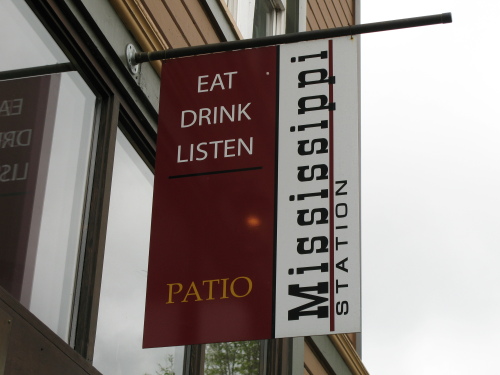 EAT
DRINK
LISTEN
PATIO
Mississippi
STATION